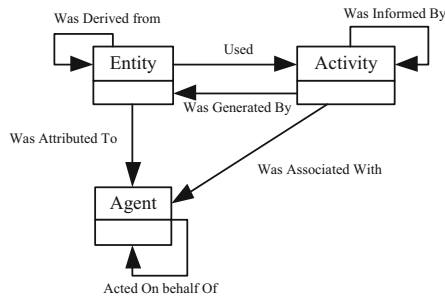 Was Derived from
Was Informed By
Entity
Used
Activity
Was Generated By
Was Attributed To
Was Associated With
Agent
Acted On behalf Of